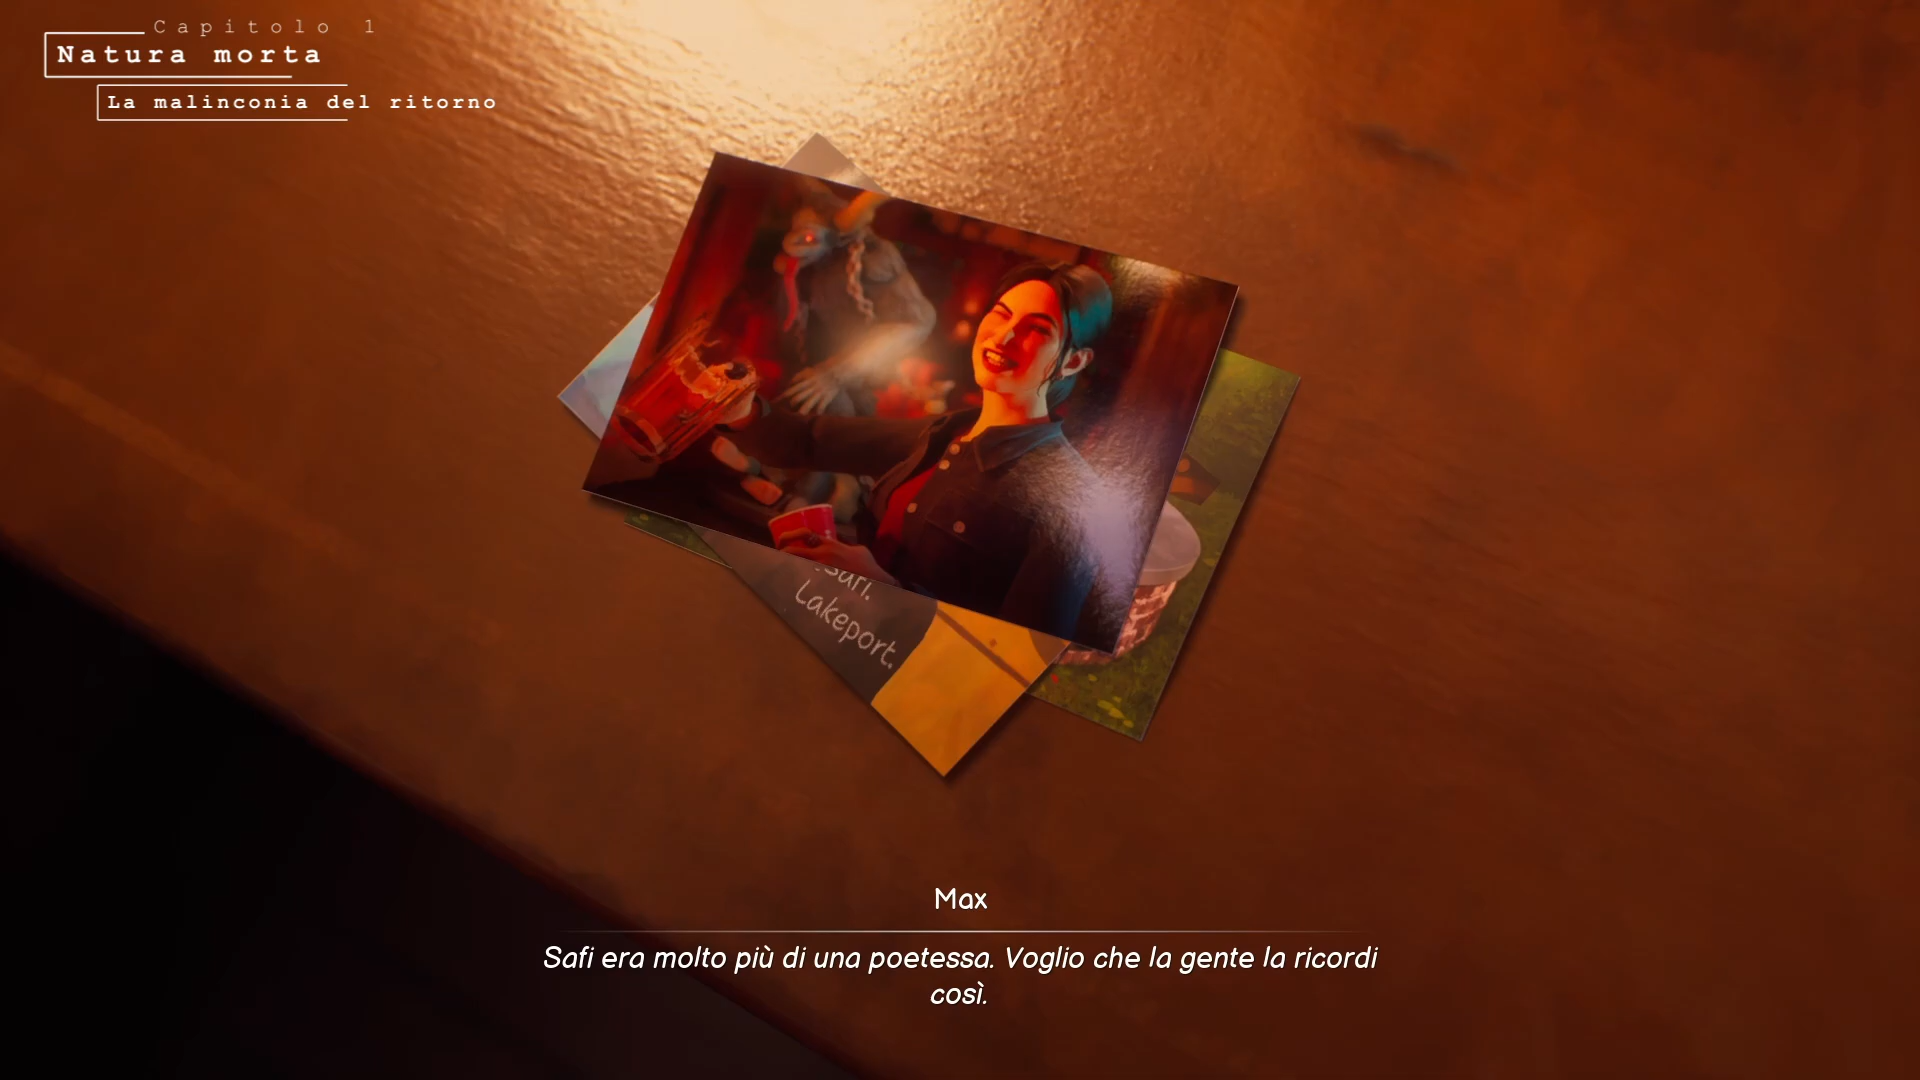 Capitolo 1
Natura morta
La malinconia del ritorno
Lakeport.
Max
Safi era molto più di una poetessa. Voglio che la gente la ricordi
così.